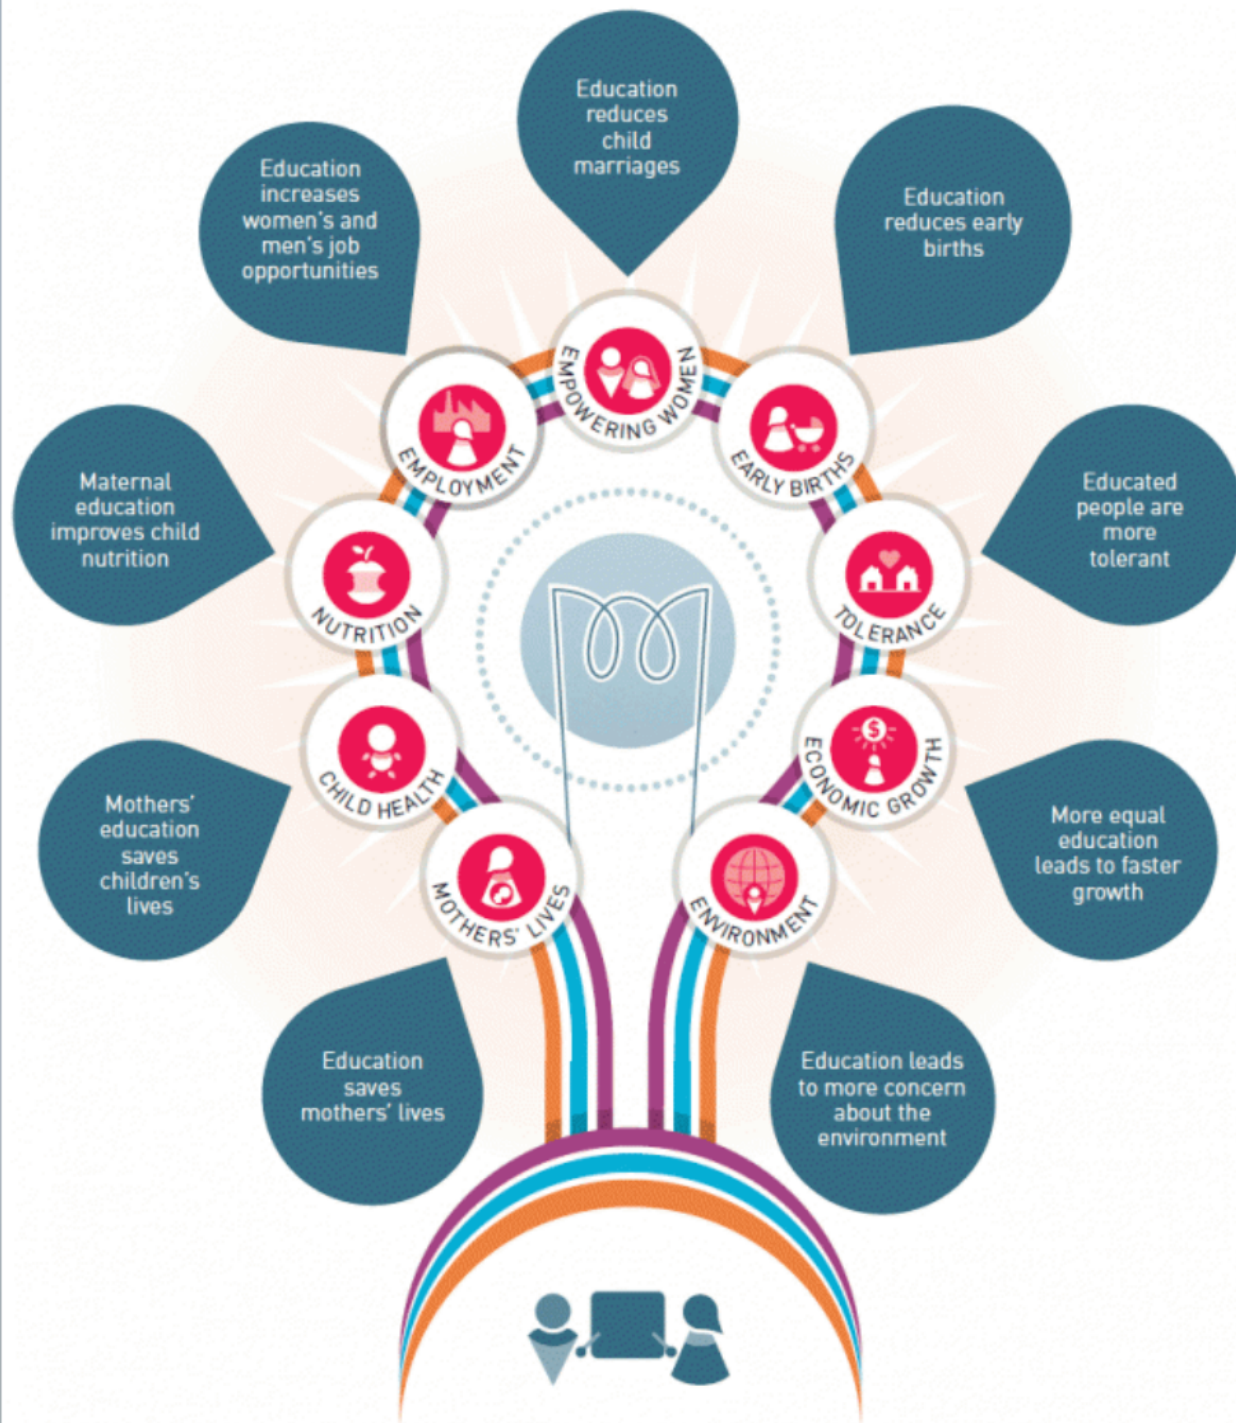 Education
reduces
child
marriages
Education
increases
women's and
men's job
opportunities
Education
reduces early
births
EMPOWERING WOMEN
EMPLOYMENT
EARLY BIRTHS
Maternal
education
improves child
nutrition
Educated
people are
more
tolerant
NUTRITION
TOLERANCE
CHILD HEALTH
$
ECONOMIC GROWTH
Mothers'
education
saves
children's
lives
More equal
education
leads to faster
growth
MOTHERS' LIVES
ENVIRONMENT
Education
saves
mothers' lives
Education leads
to more concern
about the
environment